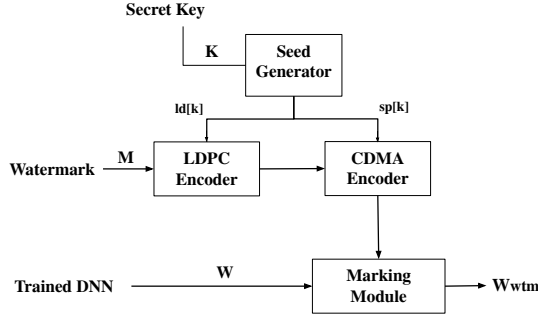 Secret Key
K
Seed
Generator
ld[k]
sp[k]
Watermark
M
LDPC
Encoder
CDMA
Encoder
Trained DNN
W
Marking
Module
Wwtm